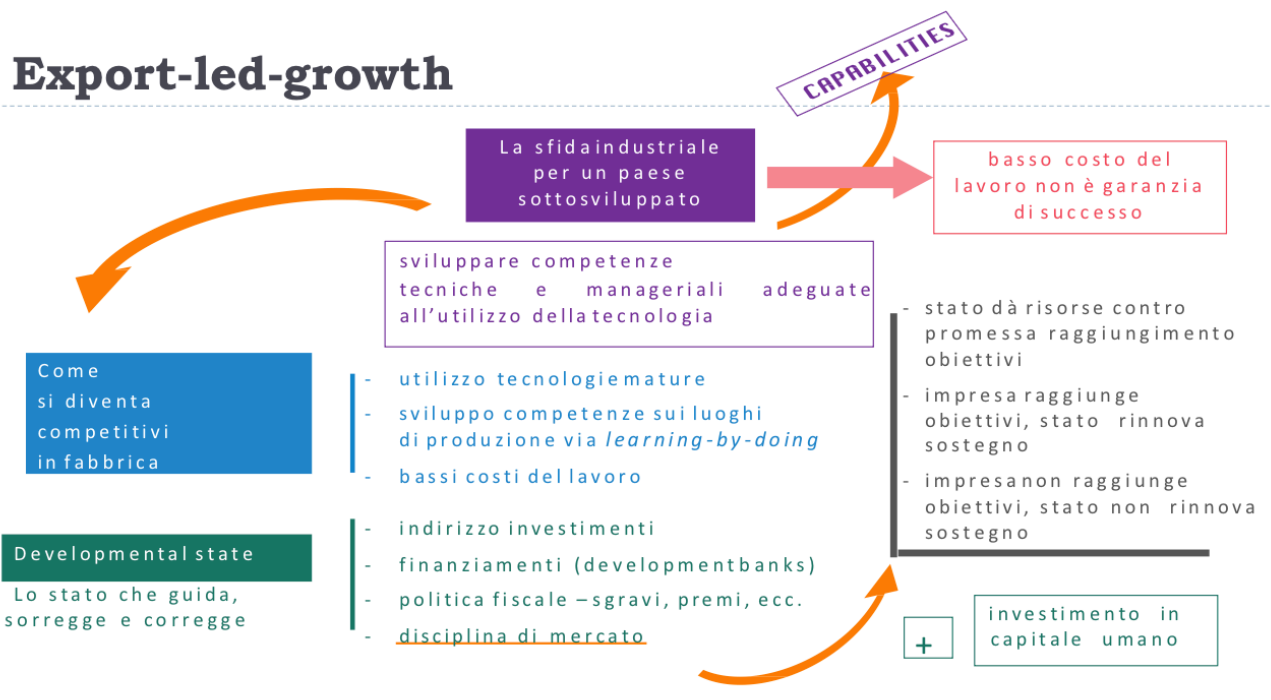 Export-led-growth
CAPABILITIES
La sfida industriale
per un paese
sottosviluppato
basso costo del
lavoro non è garanzia
di successo
sviluppare competenze
tecniche e manageriali adeguate
all’utilizzo della tecnologia
Come
si diventa
competitivi
in fabbrica
- utilizzo tecnologie mature
- sviluppo competenze sui luoghi
di produzione via learning-by-doing
- bassi costi del lavoro
Developmental state
Lo stato che guida,
sorregge e corregge
- indirizzo investimenti
- finanziamenti (development banks)
- politica fiscale – sgravi, premi, ecc.
- disciplina di mercato
- stato dà risorse contro
promessa raggiungimento
obiettivi
- impresa raggiunge
obiettivi, stato rinnova
sostegno
- impresa non raggiunge
obiettivi, stato non rinnova
sostegno
+
investimento in
capitale umano